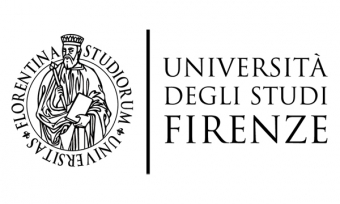 FLORENTINA STUDIORUM UNIVERSITAS
UNIVERSITÀ
DEGLI STUDI
FIRENZE